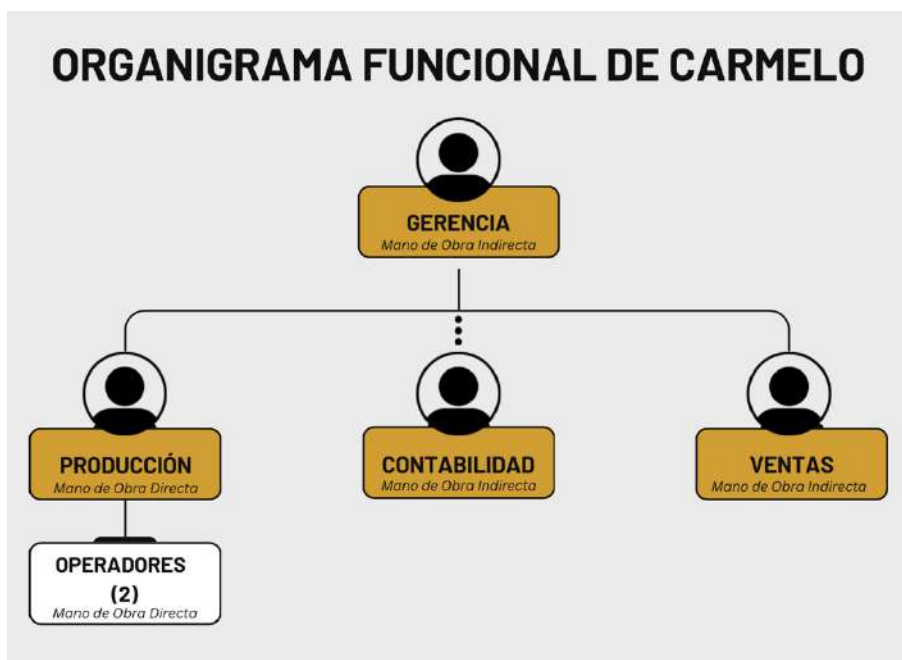 ORGANIGRAMA FUNCIONAL DE CARMELO
GERENCIA
Mano de Obra Indirecta
PRODUCCIÓN
Mano de Obra Directa
CONTABILIDAD
Mano de Obra Indirecta
VENTAS
Mano de Obra Indirecta
OPERADORES
(2)
Mano de Obra Directa